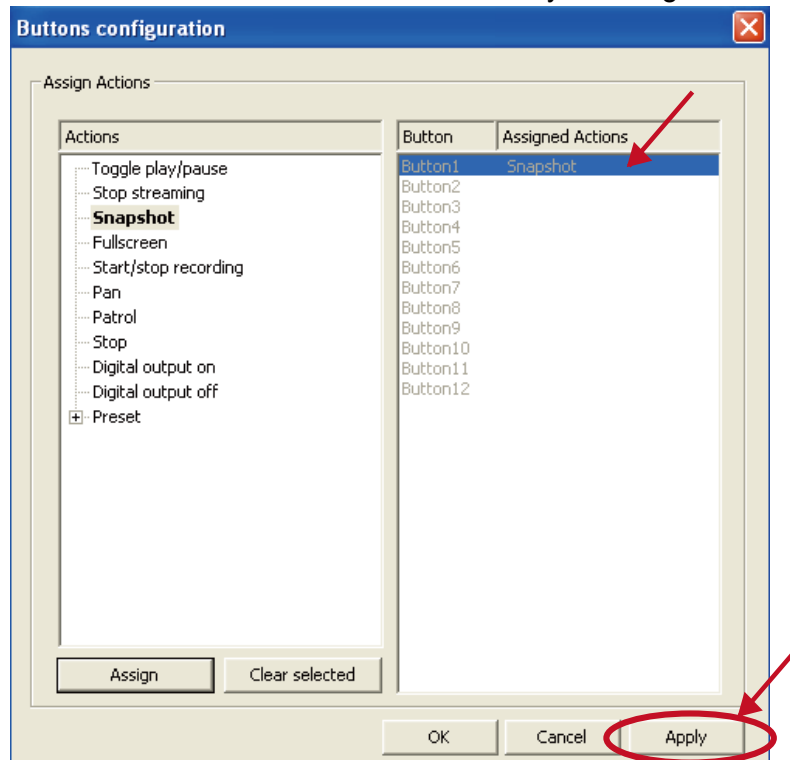 Buttons configuration
Assign Actions
Actions
Toggle play/pause
Stop streaming
Snapshot
Fullscreen
Start/stop recording
Pan
Patrol
Stop
Digital output on
Digital output off
Preset
Assign Clear selected
Button Assigned Actions
Button1 Snapshot
Button2
Button3
Button4
Button5
Button6
Button7
Button8
Button9
Button10
Button11
Button12
OK Cancel Apply